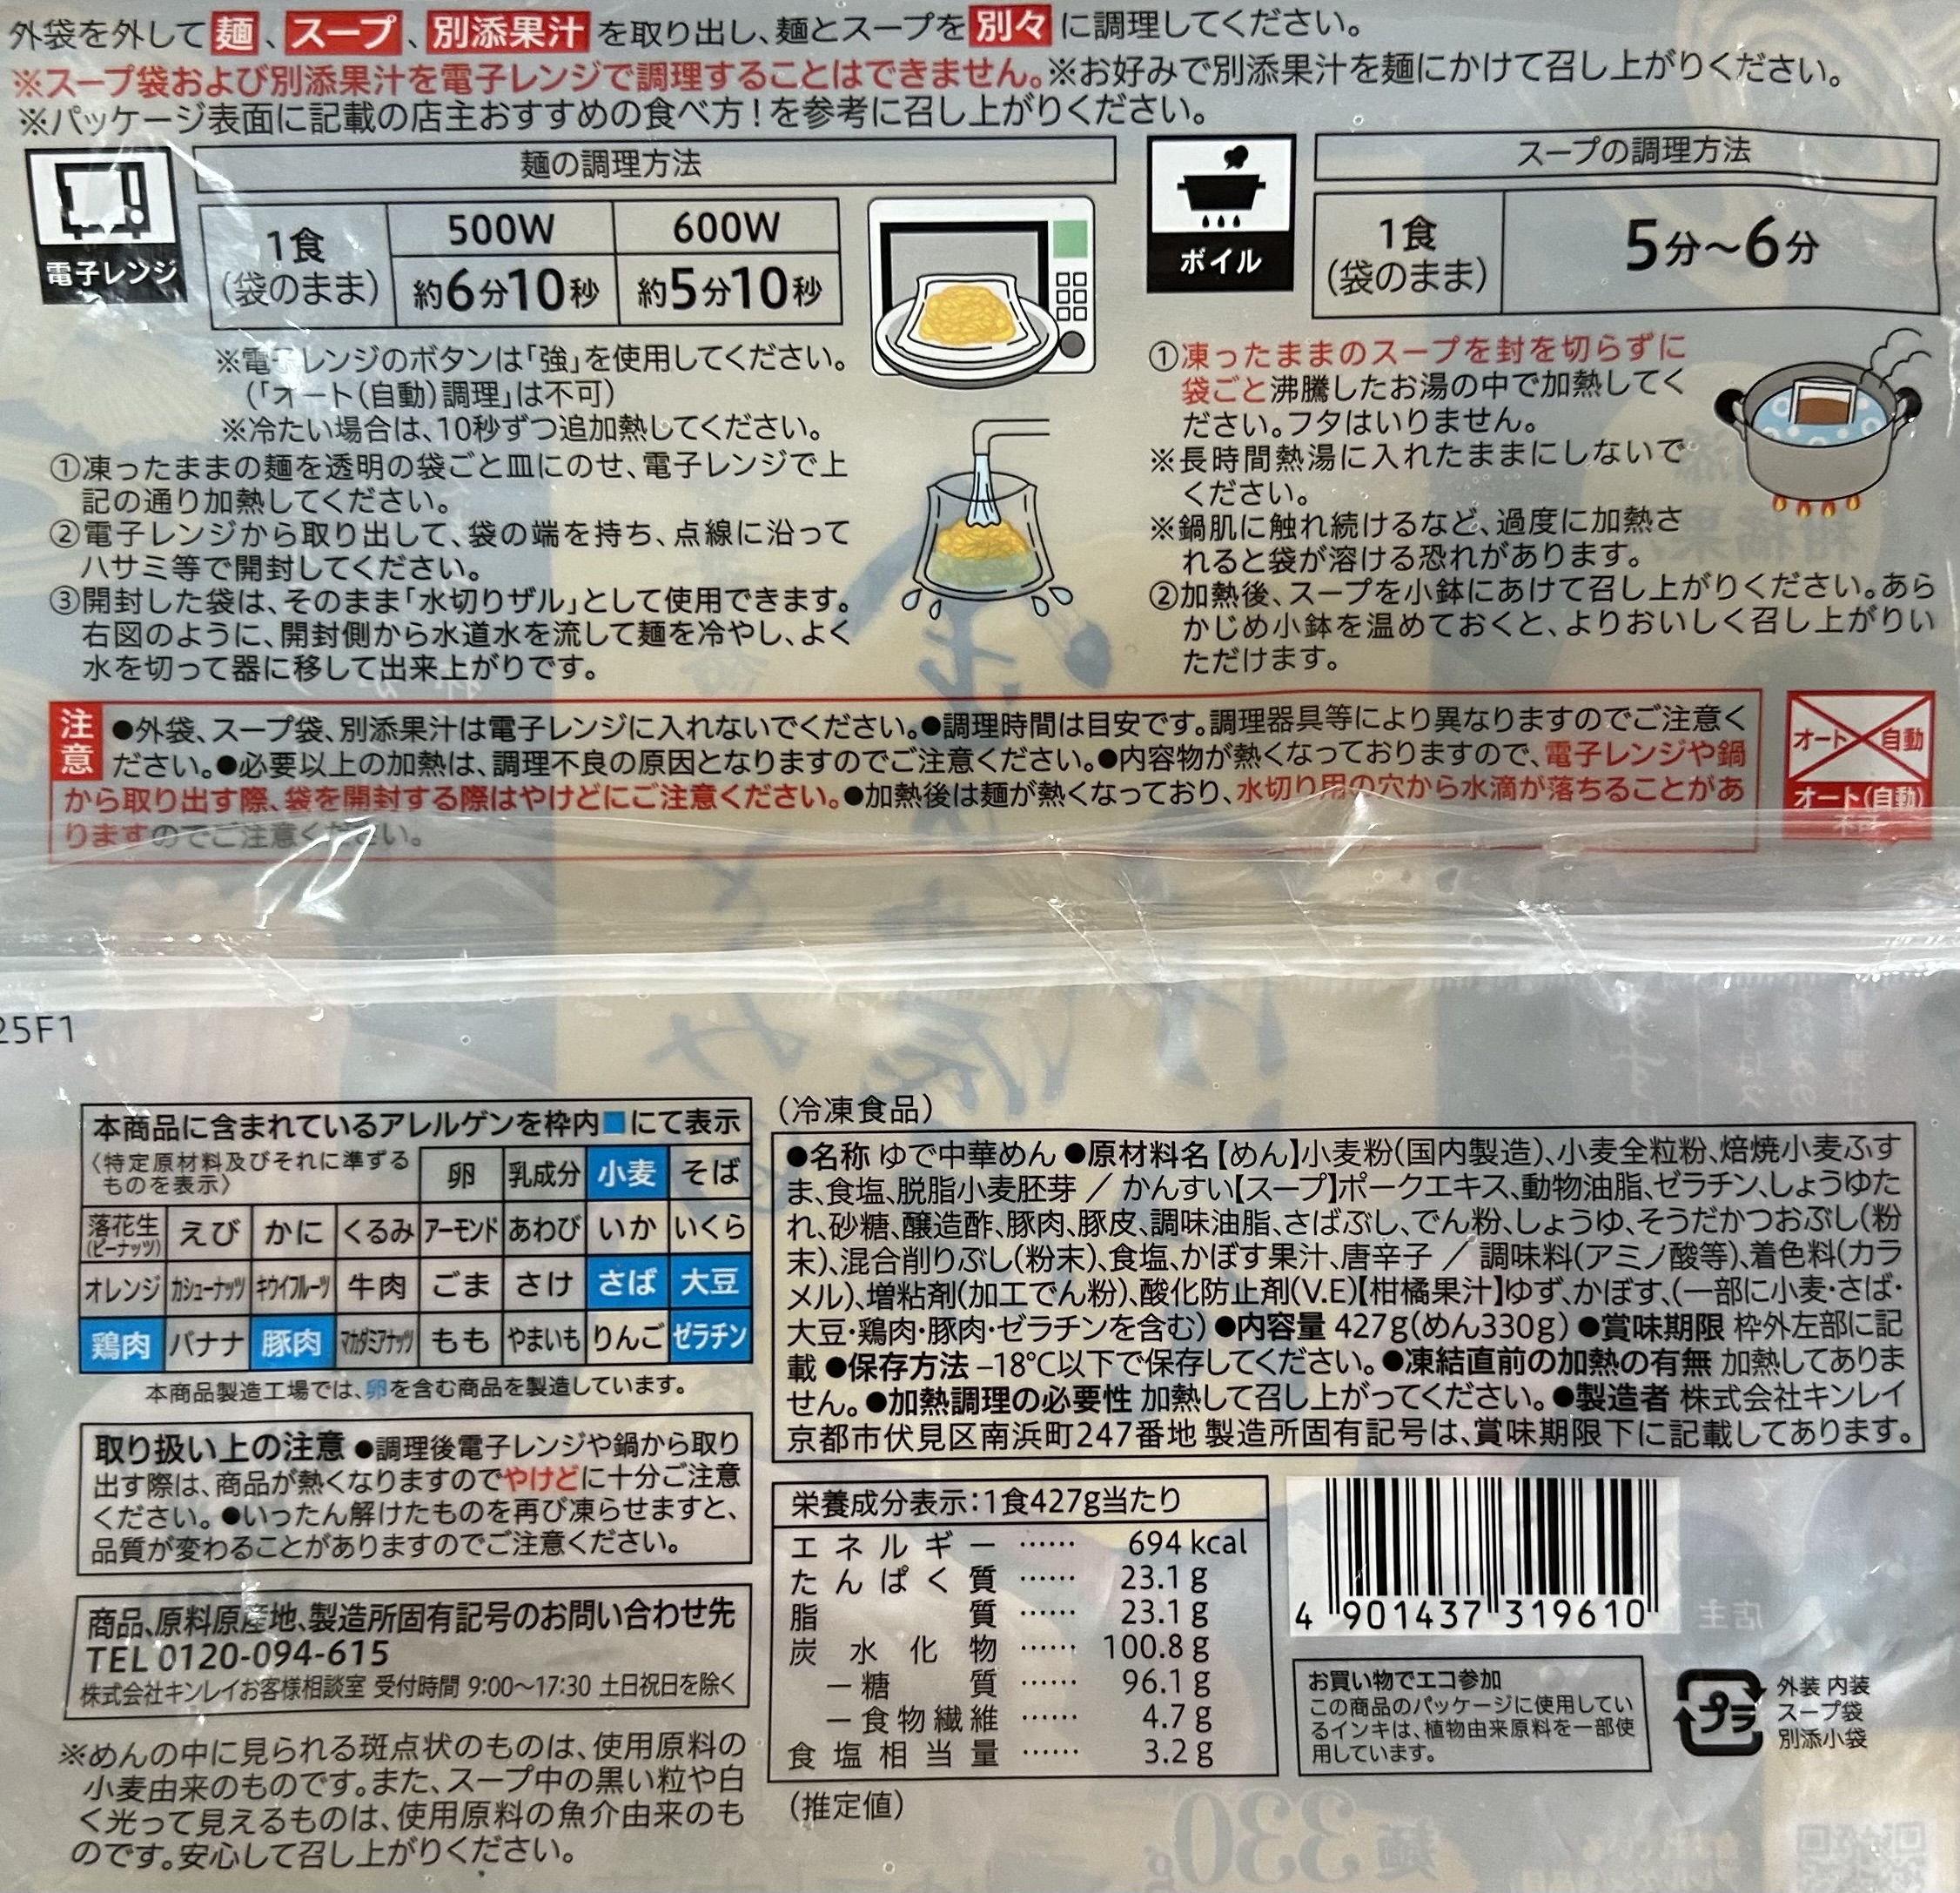 外袋を外して 麺 、 スープ 、 別添果汁 を取り出し、麺とスープを 別々 に調理してください。
※スープ袋および別添果汁を電子レンジで調理することはできません。※お好みで別添果汁を麺にかけて召し上がりください。
※パッケージ表面に記載の店主おすすめの食べ方!を参考に召し上がりください。
電子レンジ
麺の調理方法
1食
(袋のまま)
500W
600W
約6分10秒
約5分10秒
※電子レンジのボタンは「強」を使用してください。
(「オート(自動)調理」は不可)
※冷たい場合は、10秒ずつ追加熱してください。
①凍ったままの麺を透明の袋ごと皿にのせ、電子レンジで上
記の通り加熱してください。
②電子レンジから取り出して、袋の端を持ち、点線に沿って
ハサミ等で開封してください。
③開封した袋は、そのまま「水切りザル」として使用できます。
右図のように、開封側から水道水を流して麺を冷やし、よく
水を切って器に移して出来上がりです。
ボイル
スープの調理方法
1食
(袋のまま)
5分〜6分
①凍ったままのスープを封を切らずに
袋ごと沸騰したお湯の中で加熱してく
ださい。フタはいりません。
※長時間熱湯に入れたままにしないで
ください。
※鍋肌に触れ続けるなど、過度に加熱さ
れると袋が溶ける恐れがあります。
②加熱後、スープを小鉢にあけて召し上がりください。あら
かじめ小鉢を温めておくと、よりおいしく召し上がりい
ただけます。
注意
●外袋、スープ袋、別添果汁は電子レンジに入れないでください。●調理時間は目安です。調理器具等により異なりますのでご注意く
ださい。●必要以上の加熱は、調理不良の原因となりますのでご注意ください。●内容物が熱くなっておりますので、電子レンジや鍋
から取り出す際、袋を開封する際はやけどにご注意ください。●加熱後は麺が熱くなっており、水切り用の穴から水滴が落ちることがあ
りますのでご注意ください。
オート 自動
オート(自動)
不可
25F1
本商品に含まれているアレルゲンを枠内■にて表示
〈特定原材料及びそれに準ずる
ものを表示〉
卵 乳成分 小麦 そば
落花生(ピーナッツ) えび かに くるみ アーモンド あわび いか いくら
オレンジ カシューナッツ キウイフルーツ 牛肉 ごま さけ さば 大豆
鶏肉 バナナ 豚肉 マカダミアナッツ もも やまいも りんご ゼラチン
本商品製造工場では、卵を含む商品を製造しています。
取り扱い上の注意 ●調理後電子レンジや鍋から取り
出す際は、商品が熱くなりますのでやけどに十分ご注意
ください。●いったん解けたものを再び凍らせますと、
品質が変わることがありますのでご注意ください。
商品、原料原産地、製造所固有記号のお問い合わせ先
TEL 0120-094-615
株式会社キンレイお客様相談室 受付時間 9:00〜17:30 土日祝日を除く
※めんの中に見られる斑点状のものは、使用原料の
小麦由来のものです。また、スープ中の黒い粒や白
く光って見えるものは、使用原料の魚介由来のも
のです。安心して召し上がりください。
(冷凍食品)
●名称 ゆで中華めん ●原材料名【めん】小麦粉(国内製造)、小麦全粒粉、焙焼小麦ふす
ま、食塩、脱脂小麦胚芽 / かんすい【スープ】ポークエキス、動物油脂、ゼラチン、しょうゆた
れ、砂糖、醸造酢、豚肉、豚皮、調味油脂、さばぶし、でん粉、しょうゆ、そうだかつおぶし(粉
末)、混合削りぶし(粉末)、食塩、かぼす果汁、唐辛子 / 調味料(アミノ酸等)、着色料(カラ
メル)、増粘剤(加工でん粉)、酸化防止剤(V.E)【柑橘果汁】ゆず、かぼす、(一部に小麦・さば・
大豆・鶏肉・豚肉・ゼラチンを含む) ●内容量 427g(めん330g) ●賞味期限 枠外左部に記
載 ●保存方法 −18℃以下で保存してください。●凍結直前の加熱の有無 加熱してありま
せん。●加熱調理の必要性 加熱して召し上がってください。●製造者 株式会社キンレイ
京都市伏見区南浜町247番地 製造所固有記号は、賞味期限下に記載してあります。
栄養成分表示:1食427g当たり
エネルギー …… 694 kcal
たんぱく質 …… 23.1 g
脂質 …… 23.1 g
炭水化物 …… 100.8 g
－糖質 …… 96.1 g
－食物繊維 …… 4.7 g
食塩相当量 …… 3.2 g
(推定値)
4 901437 319610
お買い物でエコ参加
この商品のパッケージに使用してい
るインキは、植物由来原料を一部使
用しています。
プラ
外装 内装
スープ袋
別添小袋